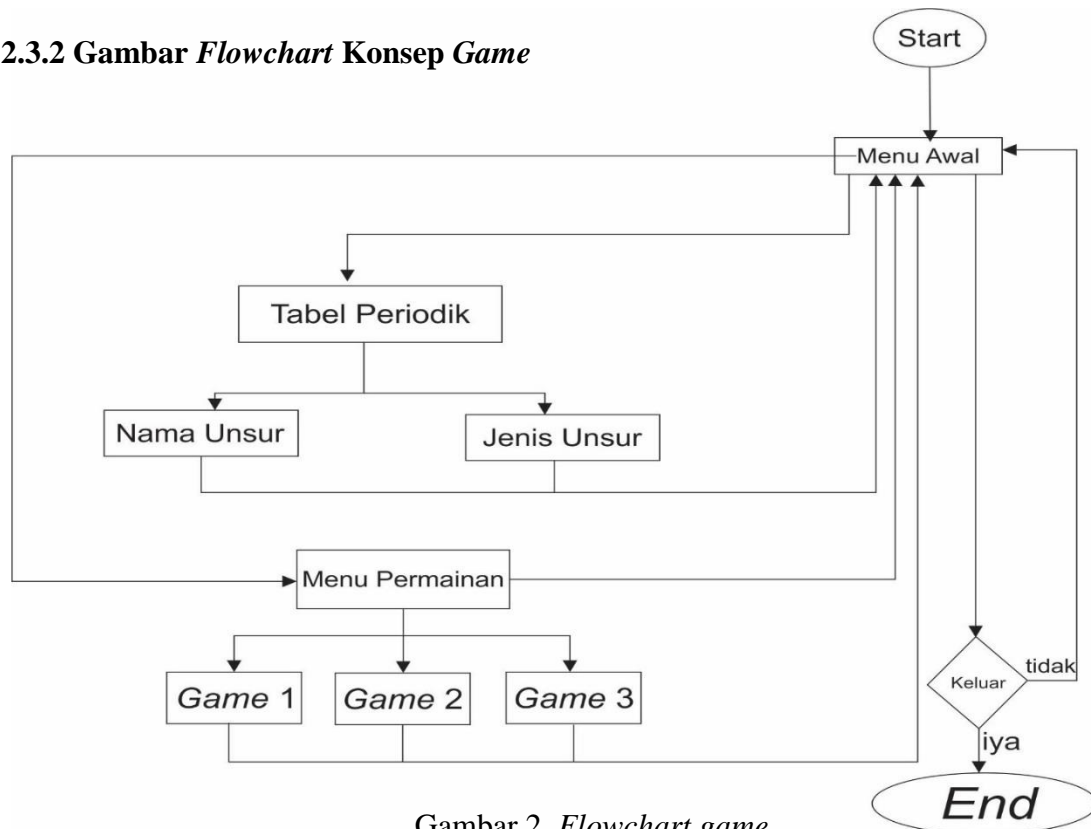 2.3.2 Gambar Flowchart Konsep Game
Start
Menu Awal
Tabel Periodik
Nama Unsur
Jenis Unsur
Menu Permainan
Game 1
Game 2
Game 3
Keluar
tidak
iya
End
Gambar 2. Flowchart game